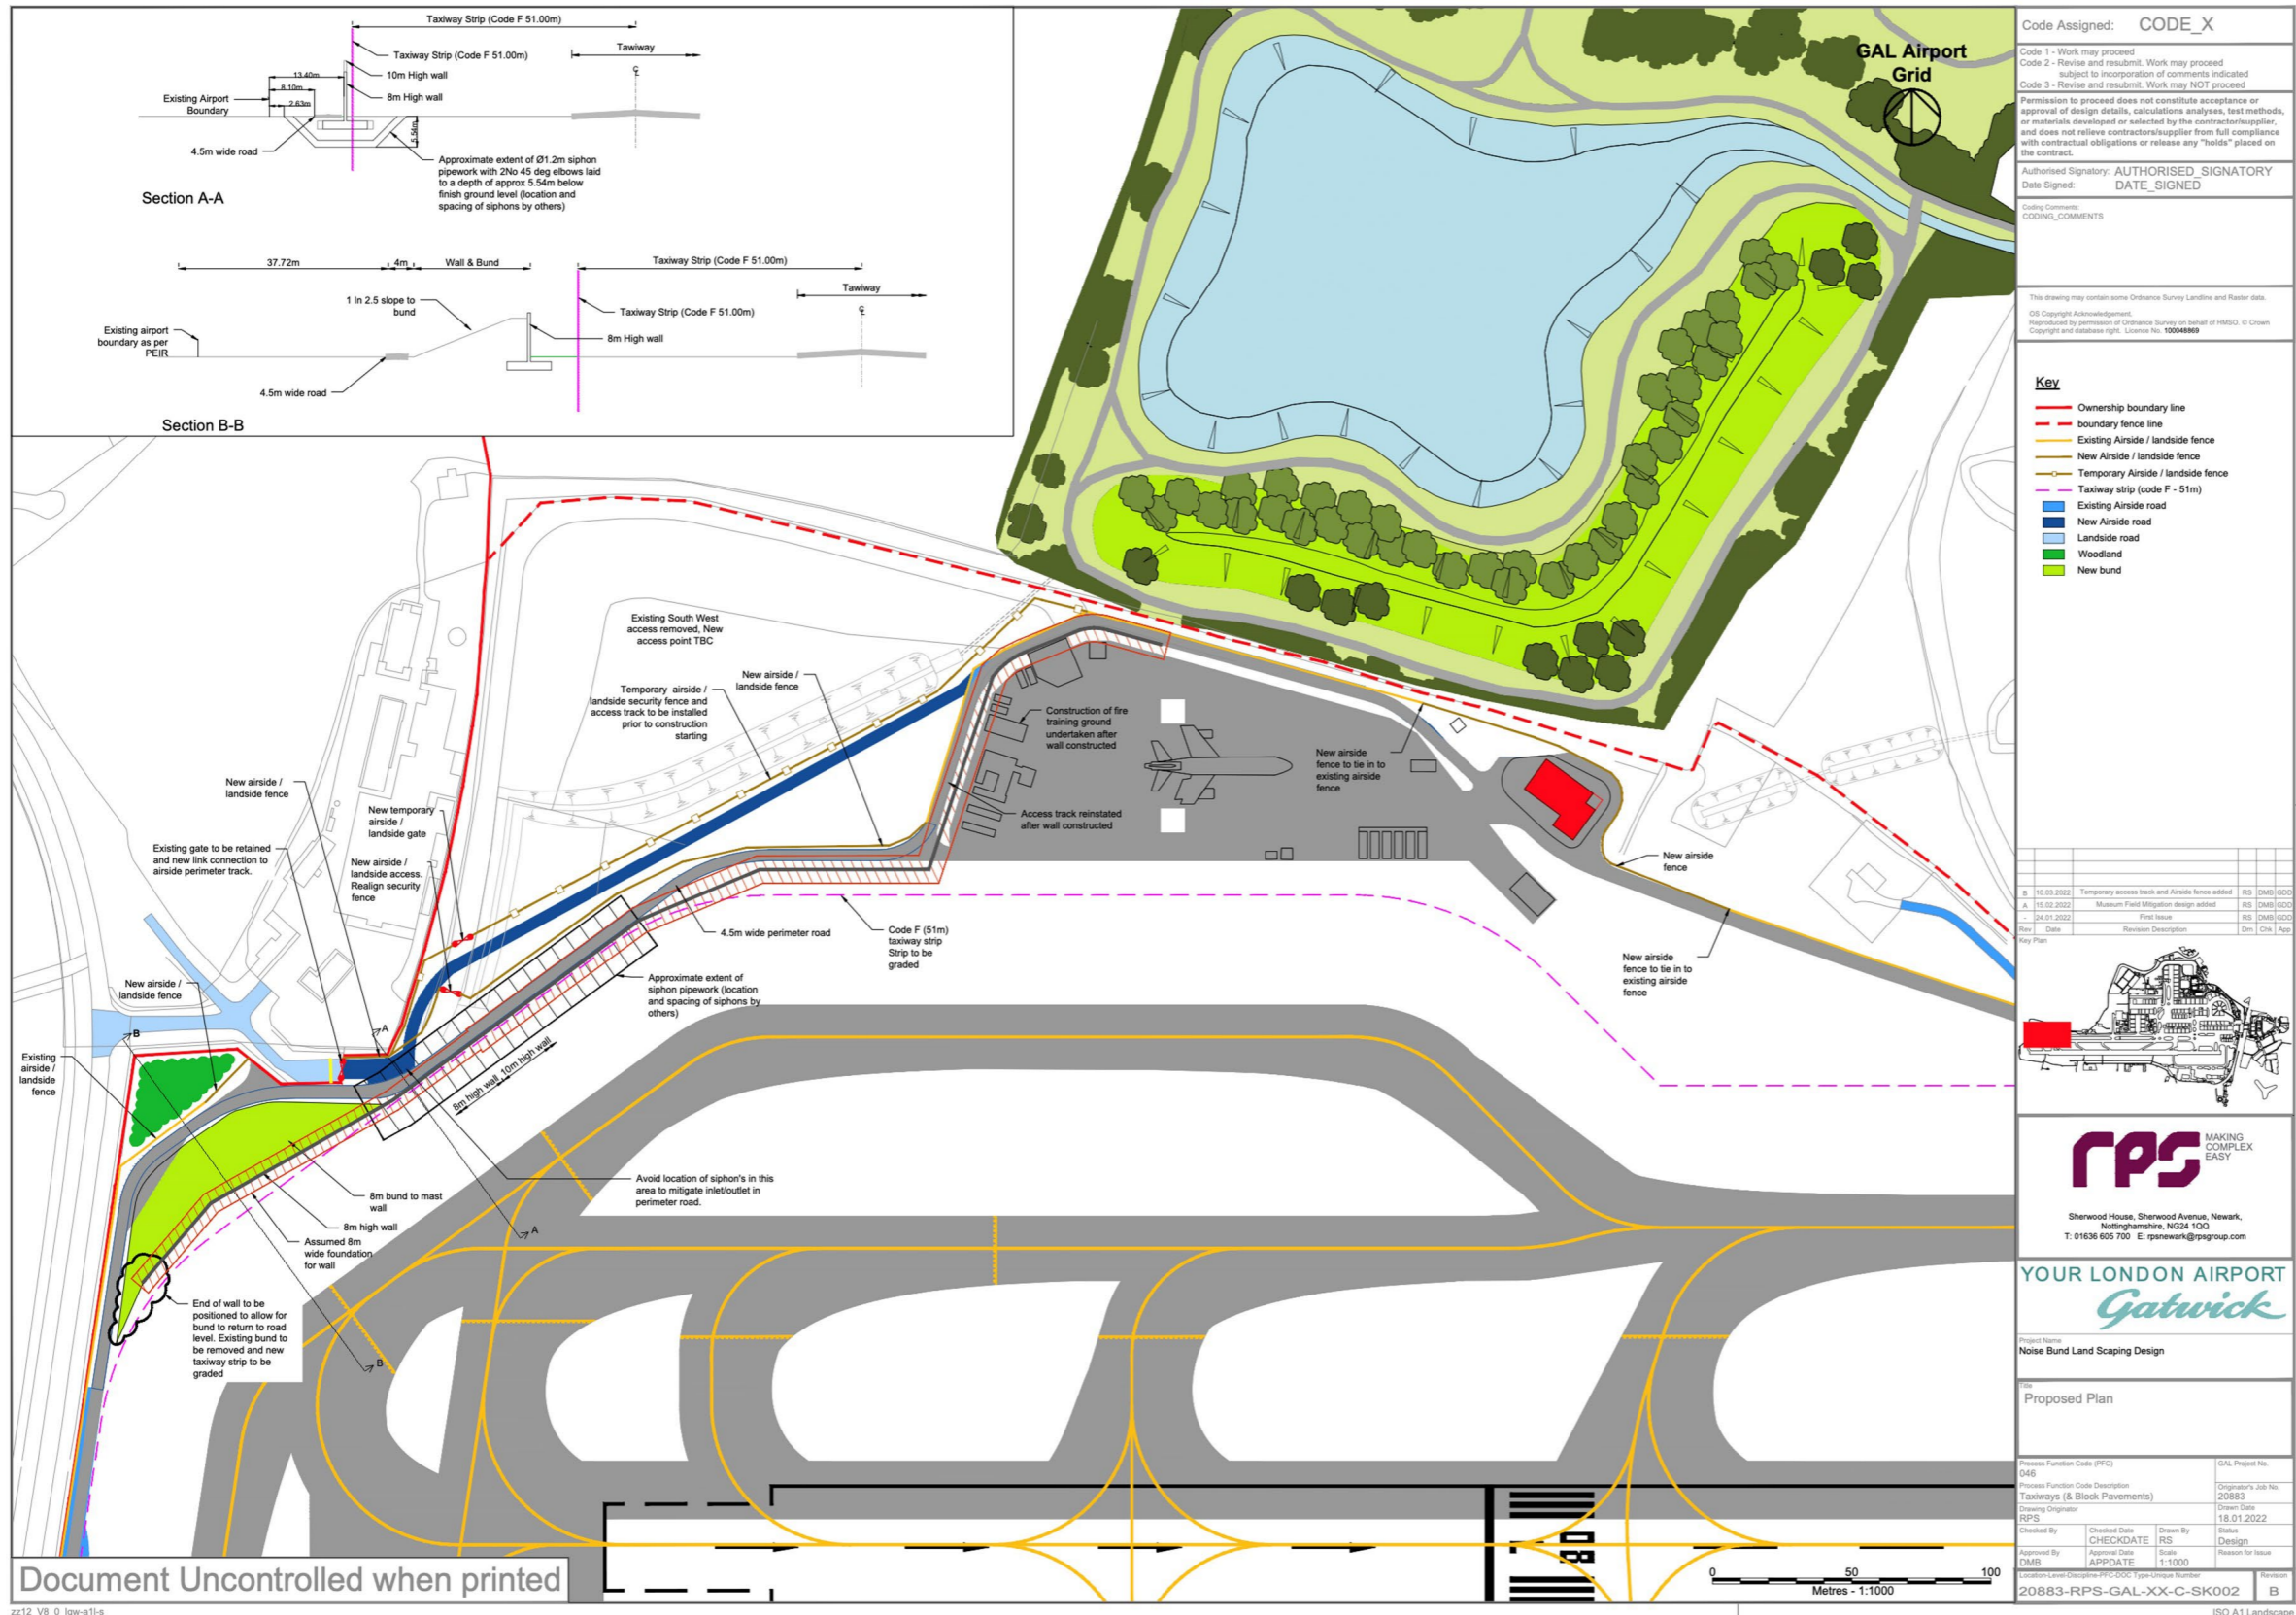 Taxiway Strip (Code F 51.00m)
Taxiway Strip (Code F 51.00m)
Tawiway
13.40m
10m High wall
8.10m
8m High wall
Existing Airport
Boundary
2.63m
5.54m
4.5m wide road
Approximate extent of Ø1.2m siphon
pipework with 2No 45 deg elbows laid
to a depth of approx 5.54m below
finish ground level (location and
spacing of siphons by others)
Section A-A
37.72m
4m
Wall & Bund
Taxiway Strip (Code F 51.00m)
Tawiway
1 In 2.5 slope to
bund
Taxiway Strip (Code F 51.00m)
Existing airport
boundary as per
PEIR
8m High wall
4.5m wide road
Section B-B
GAL Airport
Grid
Existing South West
access removed, New
access point TBC
New airside /
landside fence
Temporary airside /
landside security fence and
access track to be installed
prior to construction
starting
Construction of fire
training ground
undertaken after
wall constructed
New airside
fence to tie in to
existing airside
fence
New airside /
landside fence
New temporary
airside /
landside gate
Access track reinstated
after wall constructed
Existing gate to be retained
and new link connection to
airside perimeter track.
New airside /
landside access.
Realign security
fence
New airside
fence
4.5m wide perimeter road
Code F (51m)
taxiway strip
Strip to be
graded
New airside
fence to tie in to
existing airside
fence
New airside /
landside fence
Approximate extent of
siphon pipework (location
and spacing of siphons by
others)
B
A
Existing
airside /
landside
fence
8m high wall
10m high wall
Avoid location of siphon's in this
area to mitigate inlet/outlet in
perimeter road.
8m bund to mast
wall
8m high wall
A
Assumed 8m
wide foundation
for wall
End of wall to be
positioned to allow for
bund to return to road
level. Existing bund to
be removed and new
taxiway strip to be
graded
B
0 50 100
Metres - 1:1000
Document Uncontrolled when printed
zz12_V8_0_lgw-a1l-s
Code Assigned: CODE_X
Code 1 - Work may proceed
Code 2 - Revise and resubmit. Work may proceed
subject to incorporation of comments indicated
Code 3 - Revise and resubmit. Work may NOT proceed
Permission to proceed does not constitute acceptance or
approval of design details, calculations analyses, test methods,
or materials developed or selected by the contractor/supplier,
and does not relieve contractors/supplier from full compliance
with contractual obligations or release any "holds" placed on
the contract.
Authorised Signatory: AUTHORISED_SIGNATORY
Date Signed: DATE_SIGNED
Coding Comments:
CODING_COMMENTS
This drawing may contain some Ordnance Survey Landline and Raster data.
OS Copyright Acknowledgement.
Reproduced by permission of Ordnance Survey on behalf of HMSO. © Crown
Copyright and database right. Licence No. 100048869
Key
Ownership boundary line
boundary fence line
Existing Airside / landside fence
New Airside / landside fence
Temporary Airside / landside fence
Taxiway strip (code F - 51m)
Existing Airside road
New Airside road
Landside road
Woodland
New bund
B 10.03.2022 Temporary access track and Airside fence added RS DMB GDD
A 15.02.2022 Museum Field Mitigation design added RS DMB GDD
- 24.01.2022 First Issue RS DMB GDD
Rev Date Revision Description Drn Chk App
Key Plan
rps MAKING
COMPLEX
EASY
Sherwood House, Sherwood Avenue, Newark,
Nottinghamshire, NG24 1QQ
T: 01636 605 700 E: rpsnewark@rpsgroup.com
YOUR LONDON AIRPORT
Gatwick
Project Name
Noise Bund Land Scaping Design
Title
Proposed Plan
Process Function Code (PFC) GAL Project No.
046
Process Function Code Description Originator's Job No.
Taxiways (& Block Pavements) 20883
Drawing Originator Drawn Date
RPS 18.01.2022
Checked By Checked Date Drawn By Status
CHECKDATE RS Design
Approved By Approval Date Scale Reason for Issue
DMB APPDATE 1:1000
Location-Level-Discipline-PFC-DOC Type-Unique Number Revision
20883-RPS-GAL-XX-C-SK002 B
ISO A1 Landscape